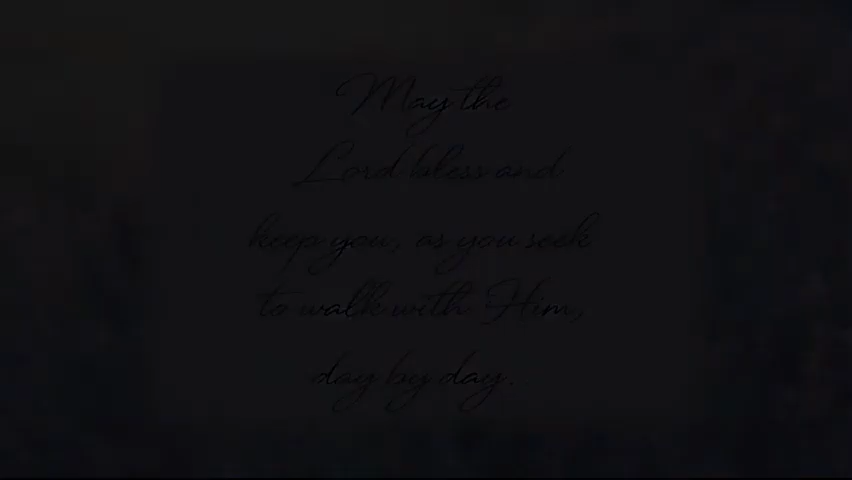 May the
Lord bless and
keep you, as you seek
to walk with Him,
day by day.